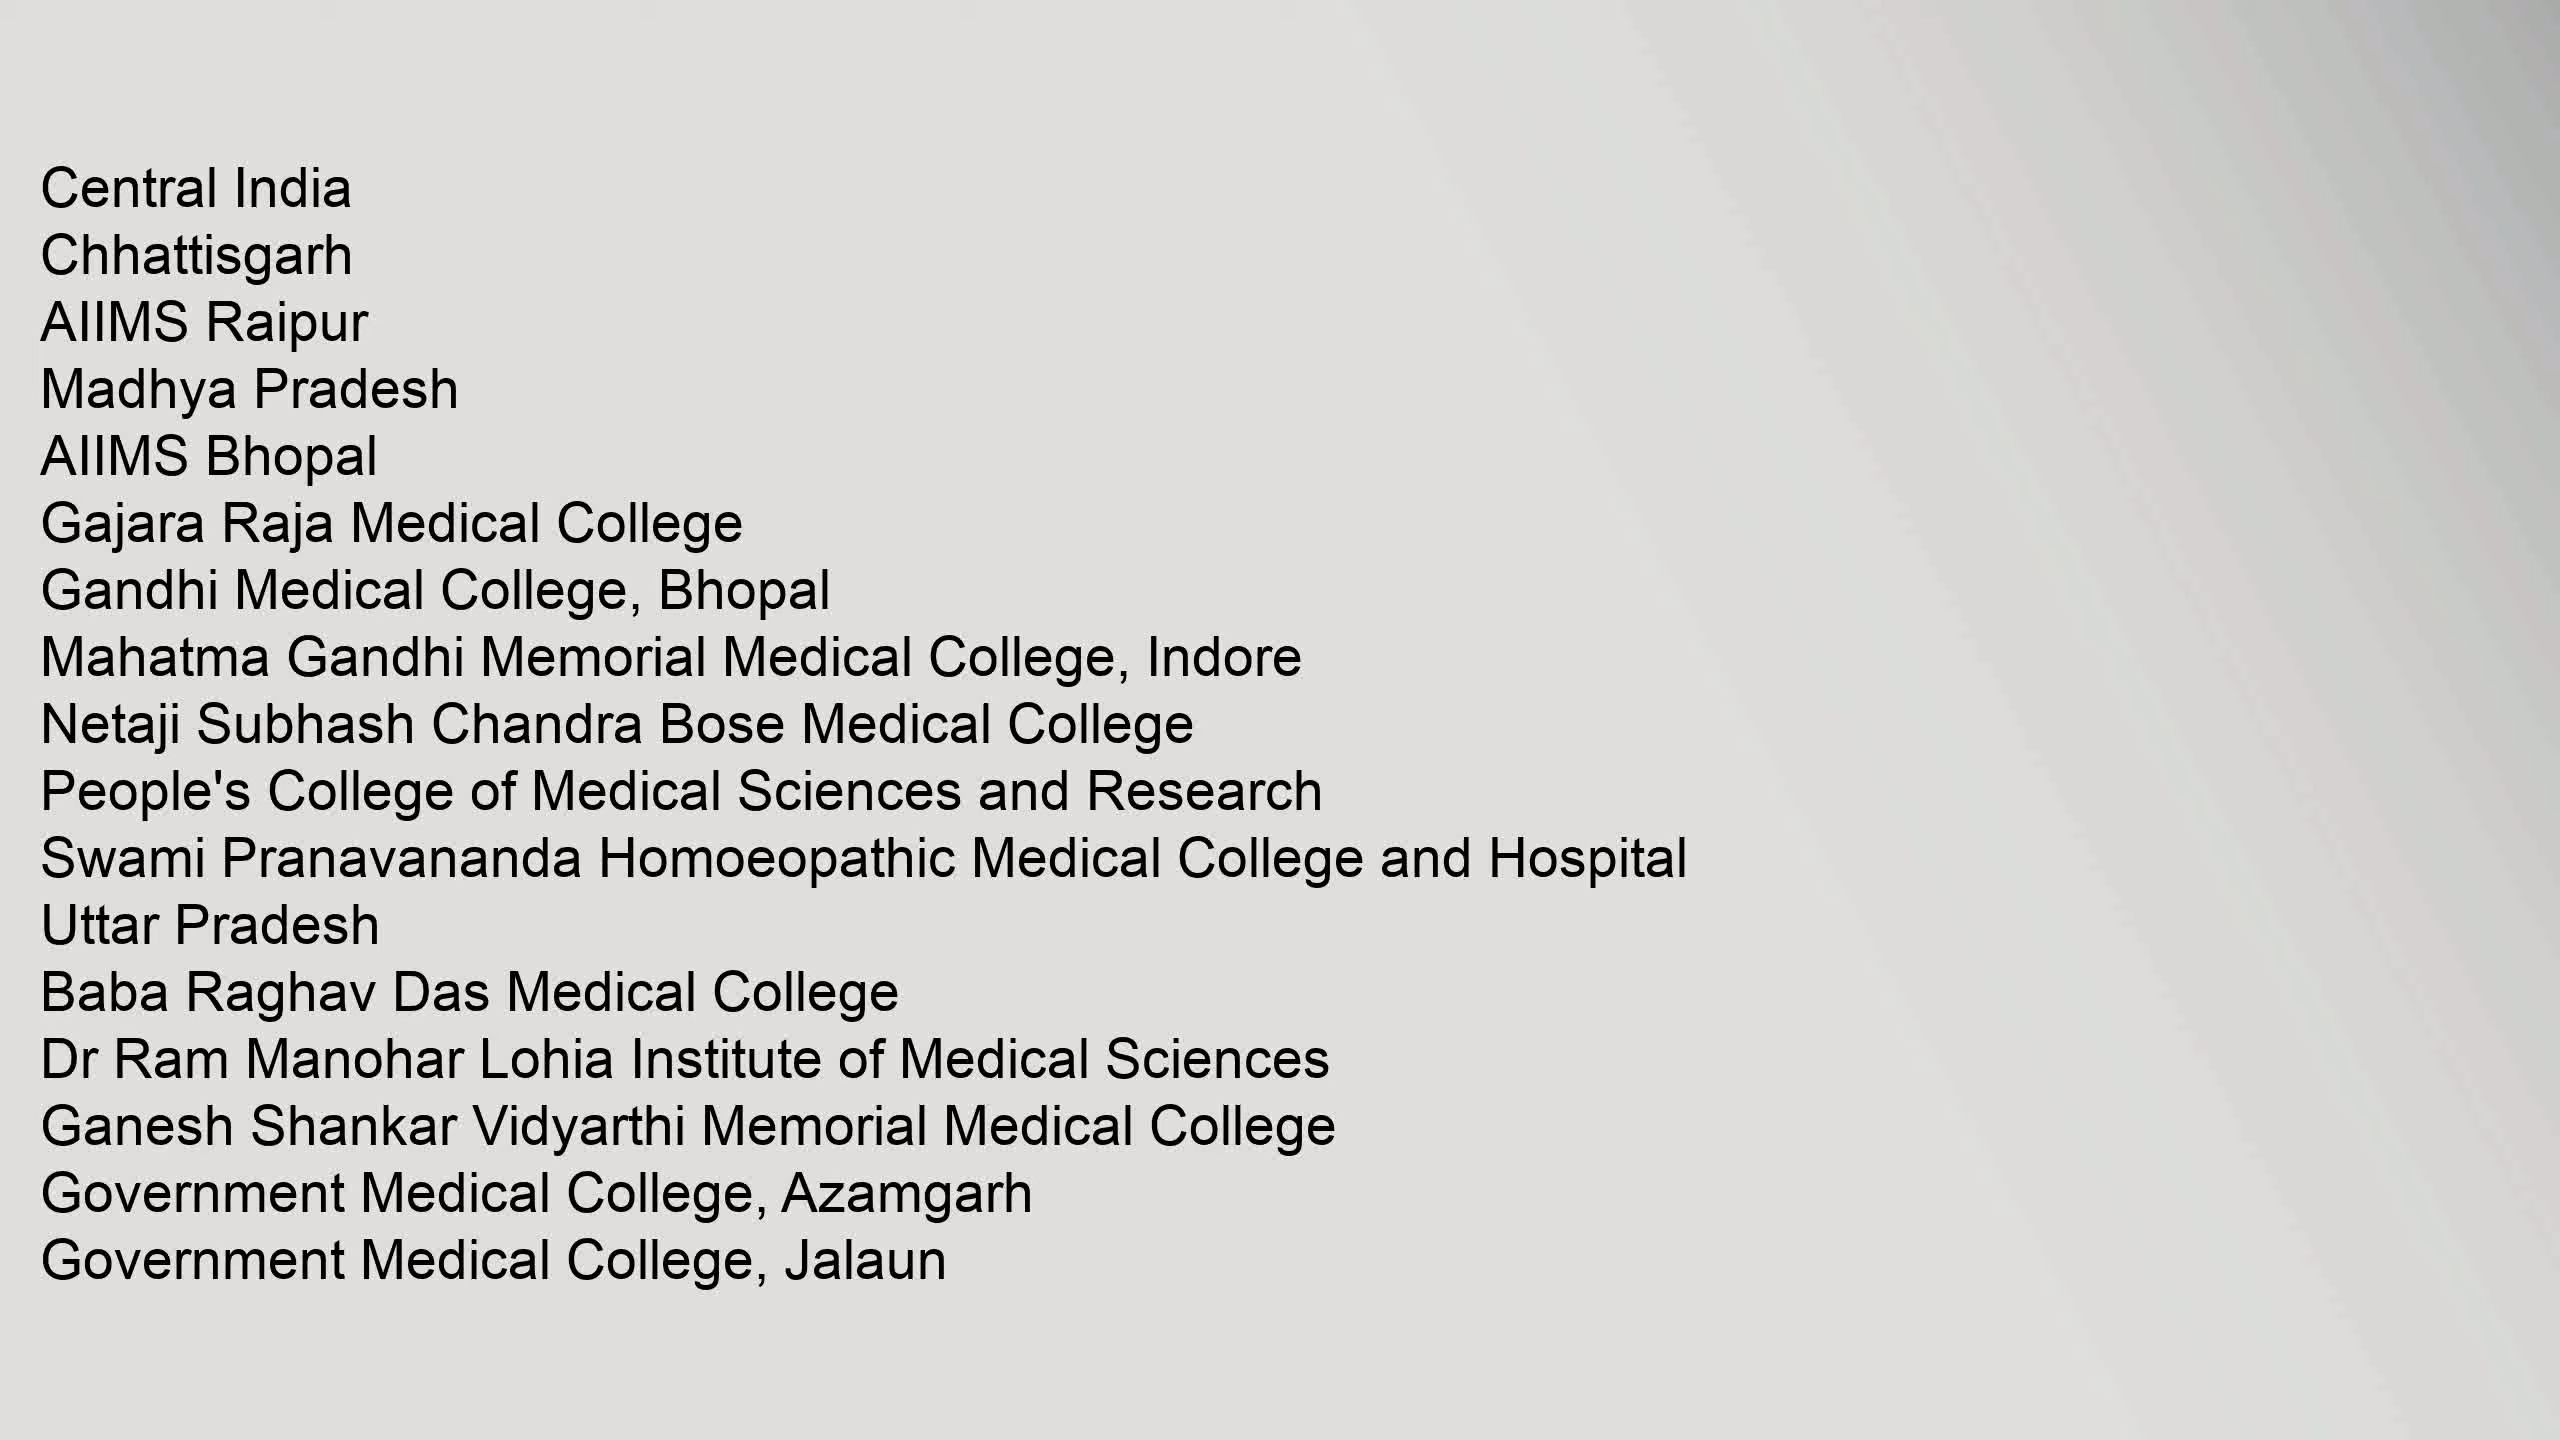 Central India
Chhattisgarh
AIIMS Raipur
Madhya Pradesh
AIIMS Bhopal
Gajara Raja Medical College
Gandhi Medical College, Bhopal
Mahatma Gandhi Memorial Medical College, Indore
Netaji Subhash Chandra Bose Medical College
People's College of Medical Sciences and Research
Swami Pranavananda Homoeopathic Medical College and Hospital
Uttar Pradesh
Baba Raghav Das Medical College
Dr Ram Manohar Lohia Institute of Medical Sciences
Ganesh Shankar Vidyarthi Memorial Medical College
Government Medical College, Azamgarh
Government Medical College, Jalaun